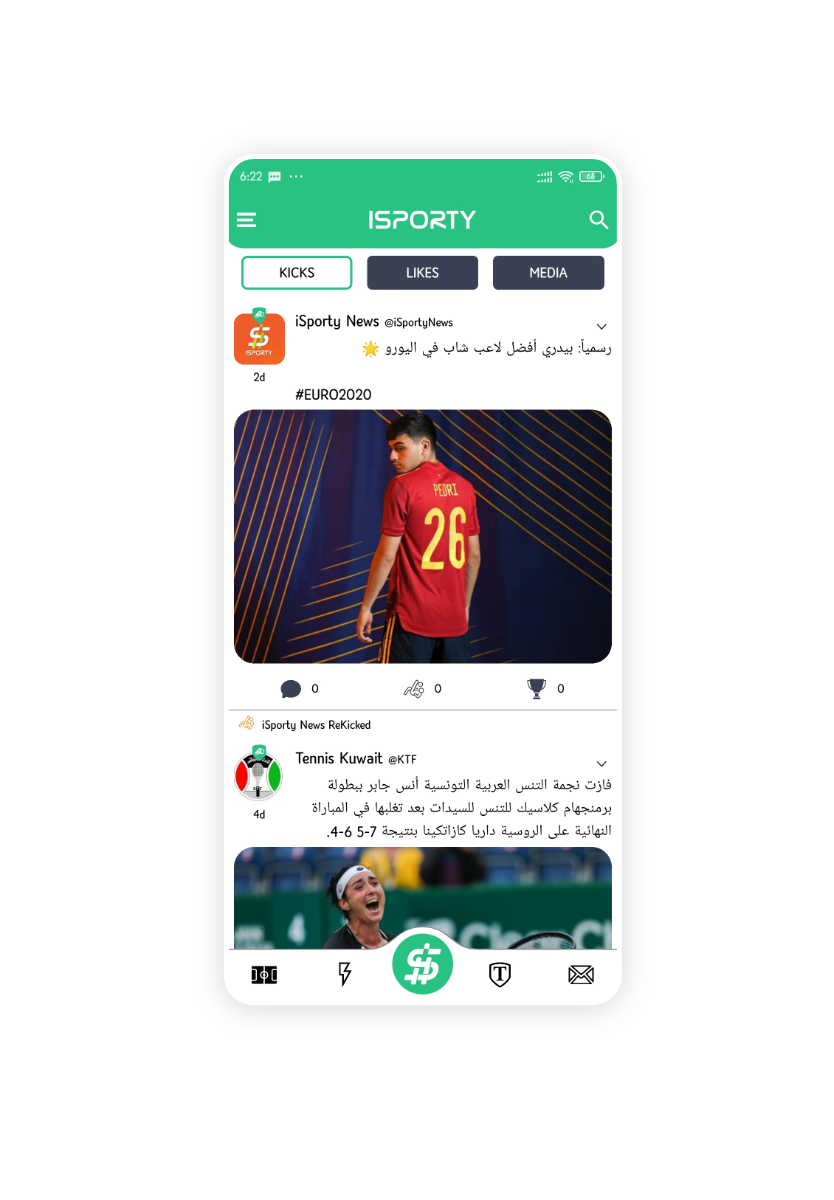 6:22
68
ISPORTY
KICKS
LIKES
MEDIA
iSporty News @iSportyNews
رسمياً: بيدري أفضل لاعب شاب في اليورو 🌟
ISPORTY
2d
#EURO2020
PEDRI
26
0
0
0
iSporty News ReKicked
Tennis Kuwait @KTF
فازت نجمة التنس العربية التونسية أنس جابر ببطولة
برمنجهام كلاسيك للتنس للسيدات بعد تغلبها في المباراة
النهائية على الروسية داريا كازاتكينا بنتيجة 7-5 6-4.
4d
4
T